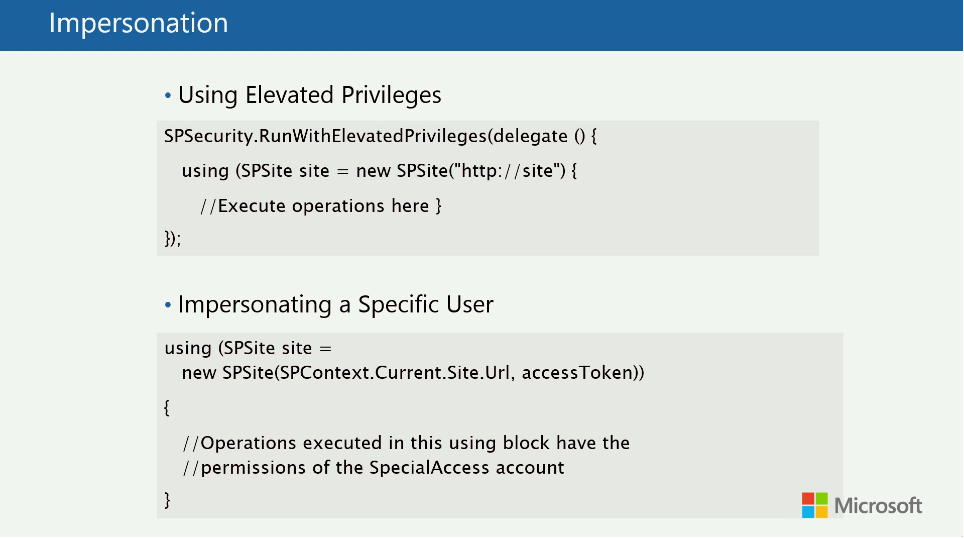 Impersonation
• Using Elevated Privileges
SPSecurity.RunWithElevatedPrivileges(delegate () {
using (SPSite site = new SPSite("http://site") {
//Execute operations here }
});
• Impersonating a Specific User
using (SPSite site =
new SPSite(SPContext.Current.Site.Url, accessToken))
{
//Operations executed in this using block have the
//permissions of the SpecialAccess account
}
Microsoft